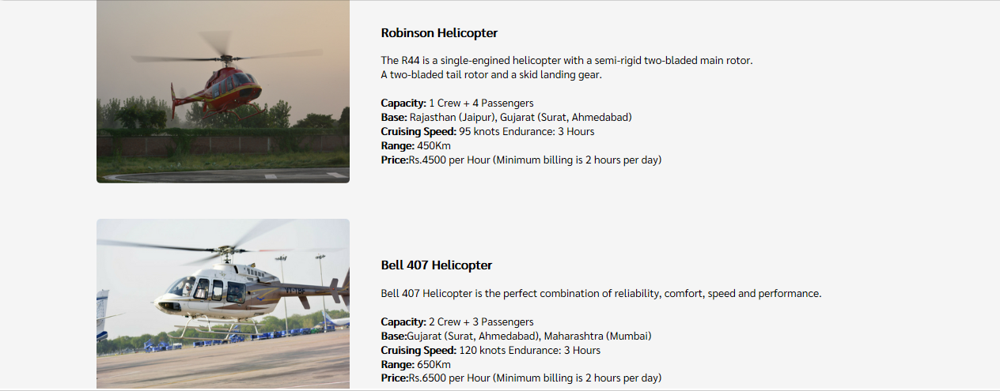 Robinson Helicopter
The R44 is a single-engined helicopter with a semi-rigid two-bladed main rotor.
A two-bladed tail rotor and a skid landing gear.
Capacity: 1 Crew + 4 Passengers
Base: Rajasthan (Jaipur), Gujarat (Surat, Ahmedabad)
Cruising Speed: 95 knots Endurance: 3 Hours
Range: 450Km
Price:Rs.4500 per Hour (Minimum billing is 2 hours per day)
Bell 407 Helicopter
Bell 407 Helicopter is the perfect combination of reliability, comfort, speed and performance.
Capacity: 2 Crew + 3 Passengers
Base:Gujarat (Surat, Ahmedabad), Maharashtra (Mumbai)
Cruising Speed: 120 knots Endurance: 3 Hours
Range: 650Km
Price:Rs.6500 per Hour (Minimum billing is 2 hours per day)